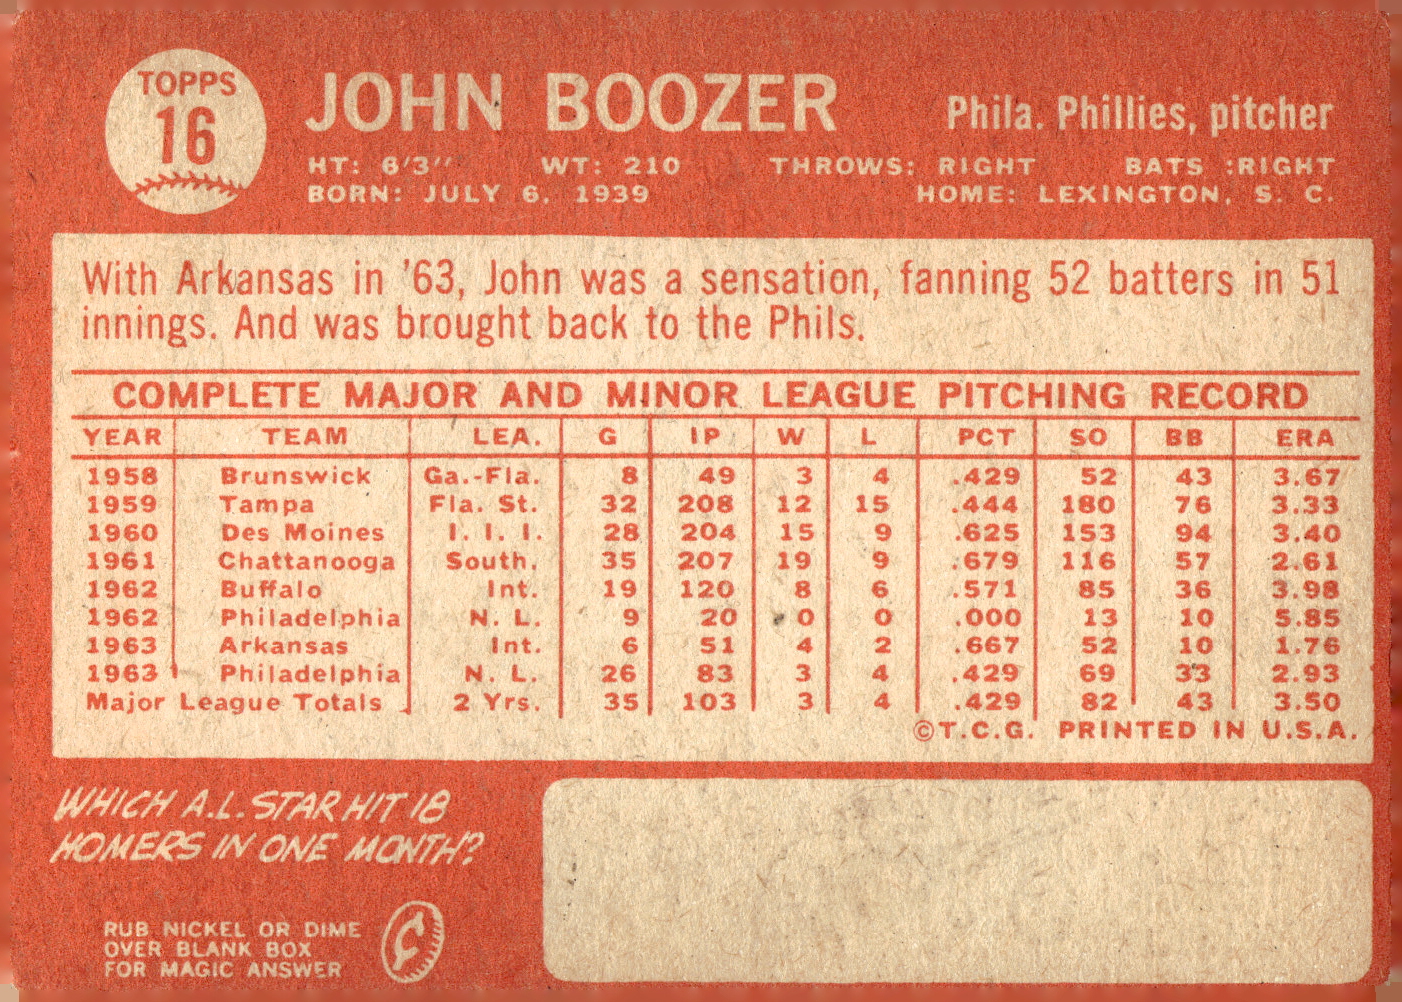 TOPPS
16
JOHN BOOZER
Phila. Phillies, pitcher
HT: 6'3" WT: 210 THROWS: RIGHT BATS :RIGHT
BORN: JULY 6, 1939 HOME: LEXINGTON, S. C.
With Arkansas in '63, John was a sensation, fanning 52 batters in 51
innings. And was brought back to the Phils.
COMPLETE MAJOR AND MINOR LEAGUE PITCHING RECORD
YEAR TEAM LEA. G IP W L PCT SO BB ERA
1958 Brunswick Ga.-Fla. 8 49 3 4 .429 52 43 3.67
1959 Tampa Fla. St. 32 208 12 15 .444 180 76 3.33
1960 Des Moines I. I. I. 28 204 15 9 .625 153 94 3.40
1961 Chattanooga South. 35 207 19 9 .679 116 57 2.61
1962 Buffalo Int. 19 120 8 6 .571 85 36 3.98
1962 Philadelphia N. L. 9 20 0 0 .000 13 10 5.85
1963 Arkansas Int. 6 51 4 2 .667 52 10 1.76
1963 Philadelphia N. L. 26 83 3 4 .429 69 33 2.93
Major League Totals 2 Yrs. 35 103 3 4 .429 82 43 3.50
©T.C.G. PRINTED IN U.S.A.
WHICH A.L. STAR HIT 18
HOMERS IN ONE MONTH?
RUB NICKEL OR DIME
OVER BLANK BOX
FOR MAGIC ANSWER